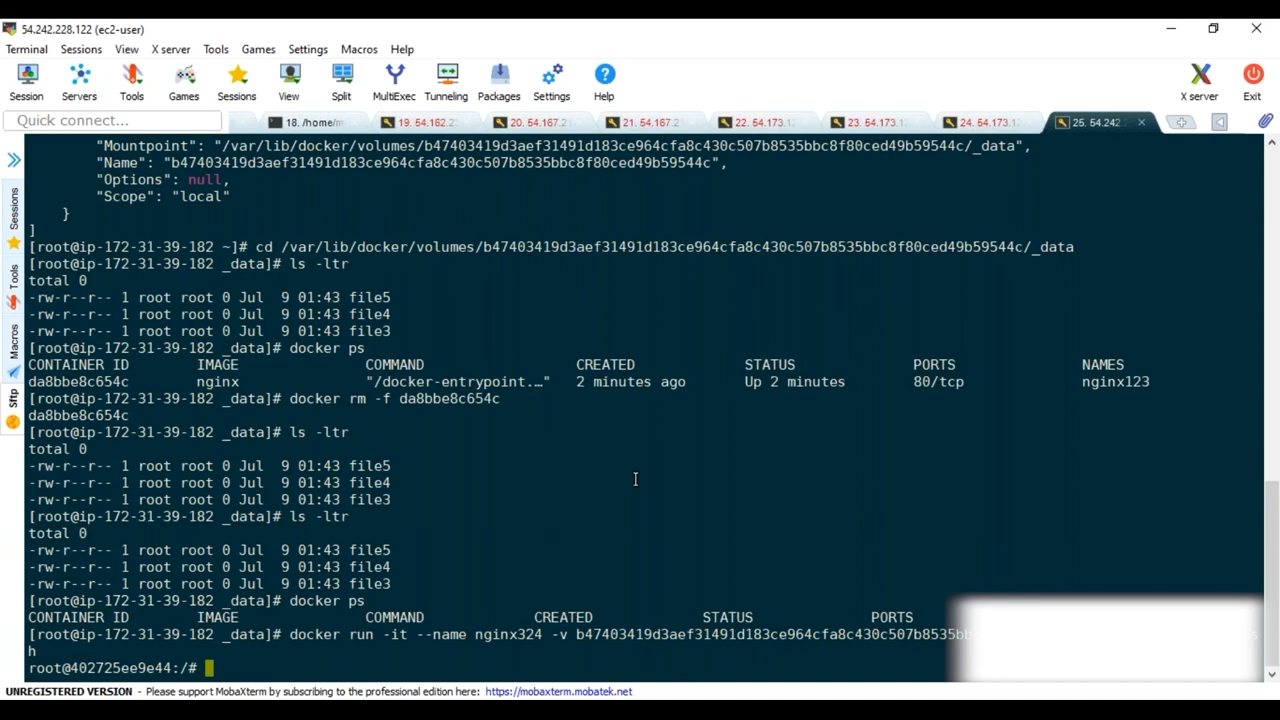 54.242.228.122 (ec2-user)
Terminal Sessions View X server Tools Games Settings Macros Help
Session Servers Tools Games Sessions View Split MultiExec Tunneling Packages Settings Help X server Exit
Quick connect... 18. /home/m 19. 54.162.2 20. 54.167.2 21. 54.167.2 22. 54.173.1 23. 54.173.1 24. 54.173.1 25. 54.242.
Sessions
Tools
Macros
Sftp
"Mountpoint": "/var/lib/docker/volumes/b47403419d3aef31491d183ce964cfa8c430c507b8535bbc8f80ced49b59544c/_data",
"Name": "b47403419d3aef31491d183ce964cfa8c430c507b8535bbc8f80ced49b59544c",
"Options": null,
"Scope": "local"
}
]
[root@ip-172-31-39-182 ~]# cd /var/lib/docker/volumes/b47403419d3aef31491d183ce964cfa8c430c507b8535bbc8f80ced49b59544c/_data
[root@ip-172-31-39-182 _data]# ls -ltr
total 0
-rw-r--r-- 1 root root 0 Jul  9 01:43 file5
-rw-r--r-- 1 root root 0 Jul  9 01:43 file4
-rw-r--r-- 1 root root 0 Jul  9 01:43 file3
[root@ip-172-31-39-182 _data]# docker ps
CONTAINER ID IMAGE COMMAND CREATED STATUS PORTS NAMES
da8bbe8c654c nginx "/docker-entrypoint.…" 2 minutes ago Up 2 minutes 80/tcp nginx123
[root@ip-172-31-39-182 _data]# docker rm -f da8bbe8c654c
da8bbe8c654c
[root@ip-172-31-39-182 _data]# ls -ltr
total 0
-rw-r--r-- 1 root root 0 Jul  9 01:43 file5
-rw-r--r-- 1 root root 0 Jul  9 01:43 file4
-rw-r--r-- 1 root root 0 Jul  9 01:43 file3
[root@ip-172-31-39-182 _data]# ls -ltr
total 0
-rw-r--r-- 1 root root 0 Jul  9 01:43 file5
-rw-r--r-- 1 root root 0 Jul  9 01:43 file4
-rw-r--r-- 1 root root 0 Jul  9 01:43 file3
[root@ip-172-31-39-182 _data]# docker ps
CONTAINER ID IMAGE COMMAND CREATED STATUS PORTS
[root@ip-172-31-39-182 _data]# docker run -it --name nginx324 -v b47403419d3aef31491d183ce964cfa8c430c507b8535bb
h
root@402725ee9e44:/#
UNREGISTERED VERSION - Please support MobaXterm by subscribing to the professional edition here: https://mobaxterm.mobatek.net